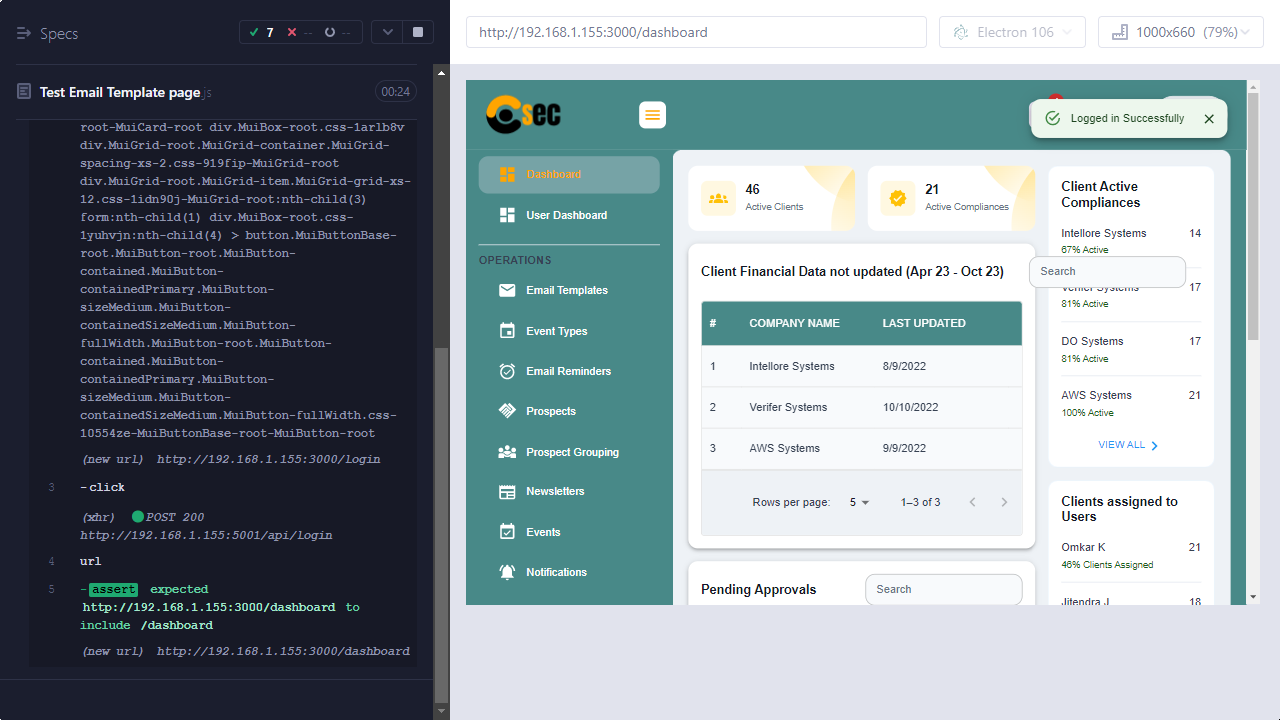 Specs
7
--
--
Test Email Template page.js
00:24
root-MuiCard-root div.MuiBox-root.css-1arlb8v
div.MuiGrid-root.MuiGrid-container.MuiGrid-
spacing-xs-2.css-919fip-MuiGrid-root
div.MuiGrid-root.MuiGrid-item.MuiGrid-grid-xs-
12.css-1idn90j-MuiGrid-root:nth-child(3)
form:nth-child(1) div.MuiBox-root.css-
1yuhvjn:nth-child(4) > button.MuiButtonBase-
root.MuiButton-root.MuiButton-
contained.MuiButton-
containedPrimary.MuiButton-
sizeMedium.MuiButton-
containedSizeMedium.MuiButton-
fullWidth.MuiButton-root.MuiButton-
contained.MuiButton-
containedPrimary.MuiButton-
sizeMedium.MuiButton-
containedSizeMedium.MuiButton-fullWidth.css-
10554ze-MuiButtonBase-root-MuiButton-root
(new url) http://192.168.1.155:3000/login
3 -click
(xhr) POST 200
http://192.168.1.155:5001/api/login
4 url
5 -assert expected
http://192.168.1.155:3000/dashboard to
include /dashboard
(new url) http://192.168.1.155:3000/dashboard
http://192.168.1.155:3000/dashboard
Electron 106
1000x660 (79%)
Csec
Logged in Successfully
Dashboard
User Dashboard
OPERATIONS
Email Templates
Event Types
Email Reminders
Prospects
Prospect Grouping
Newsletters
Events
Notifications
46
Active Clients
21
Active Compliances
Client Financial Data not updated (Apr 23 - Oct 23)
Search
# COMPANY NAME LAST UPDATED
1 Intellore Systems 8/9/2022
2 Verifer Systems 10/10/2022
3 AWS Systems 9/9/2022
Rows per page: 5 1–3 of 3
Pending Approvals
Search
Client Active
Compliances
Intellore Systems 14
67% Active
Verifer Systems 17
81% Active
DO Systems 17
81% Active
AWS Systems 21
100% Active
VIEW ALL
Clients assigned to
Users
Omkar K 21
46% Clients Assigned
Jitendra J 18